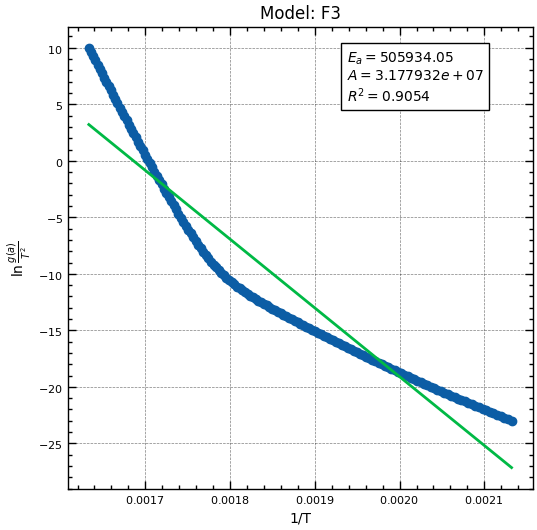 Model: F3
E_a = 505934.05
A = 3.177932e + 07
R² = 0.9054
10
5
0
−5
−10
−15
−20
−25
ln g(a)/T²
0.0017 0.0018 0.0019 0.0020 0.0021
1/T